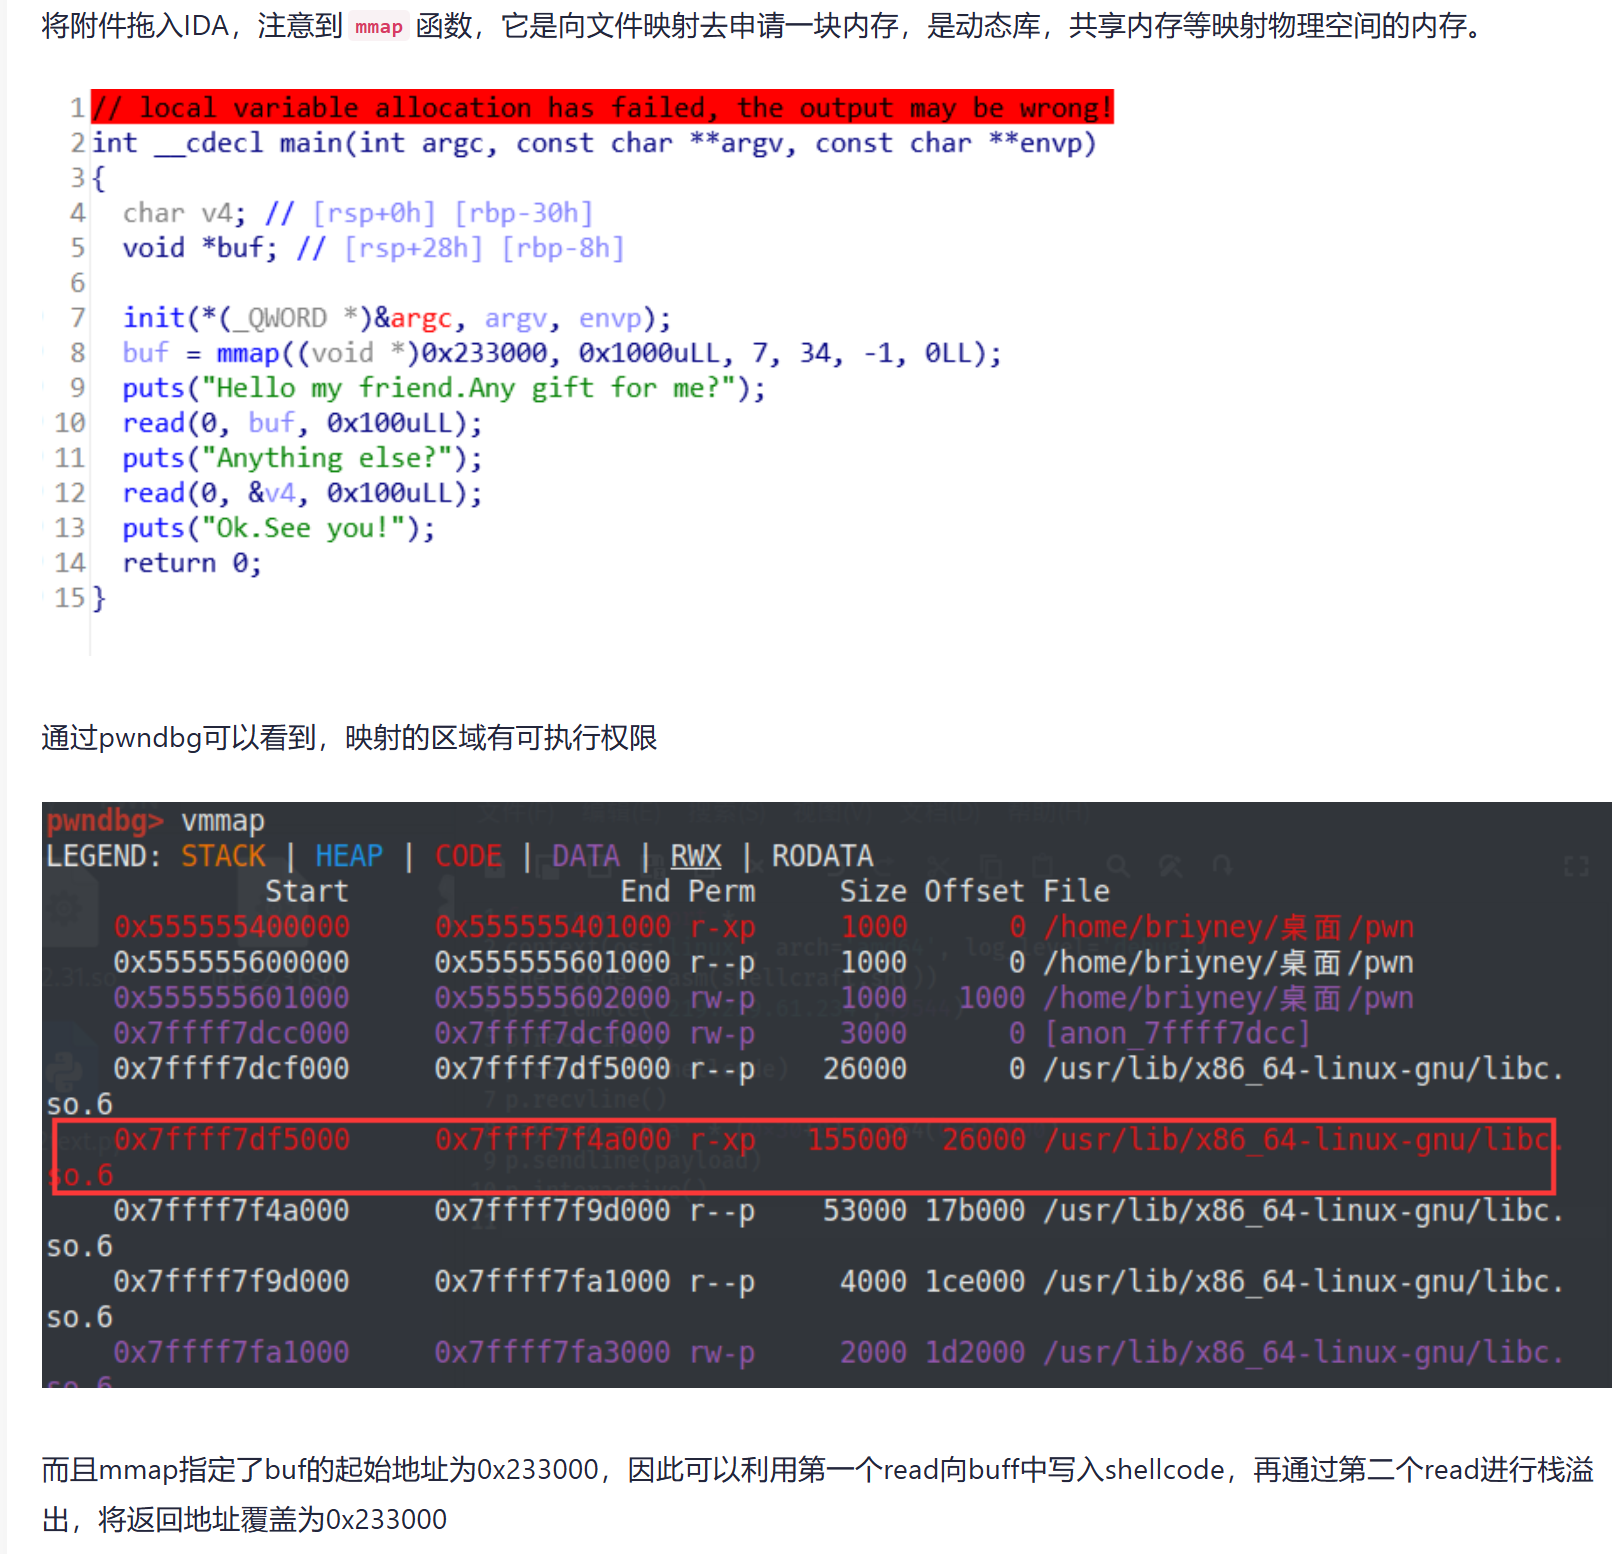 将附件拖入IDA，注意到 mmap 函数，它是向文件映射去申请一块内存，是动态库，共享内存等映射物理空间的内存。
1 // local variable allocation has failed, the output may be wrong!
2 int __cdecl main(int argc, const char **argv, const char **envp)
3 {
4 char v4; // [rsp+0h] [rbp-30h]
5 void *buf; // [rsp+28h] [rbp-8h]
6
7 init(*(_QWORD *)&argc, argv, envp);
8 buf = mmap((void *)0x233000, 0x1000uLL, 7, 34, -1, 0LL);
9 puts("Hello my friend.Any gift for me?");
10 read(0, buf, 0x100uLL);
11 puts("Anything else?");
12 read(0, &v4, 0x100uLL);
13 puts("Ok.See you!");
14 return 0;
15 }
通过pwndbg可以看到，映射的区域有可执行权限
pwndbg> vmmap
LEGEND: STACK | HEAP | CODE | DATA | RWX | RODATA
Start End Perm Size Offset File
0x555555400000 0x555555401000 r-xp 1000 0 /home/briyney/桌面/pwn
0x555555600000 0x555555601000 r--p 1000 0 /home/briyney/桌面/pwn
0x555555601000 0x555555602000 rw-p 1000 1000 /home/briyney/桌面/pwn
0x7ffff7dcc000 0x7ffff7dcf000 rw-p 3000 0 [anon_7ffff7dcc]
0x7ffff7dcf000 0x7ffff7df5000 r--p 26000 0 /usr/lib/x86_64-linux-gnu/libc.
so.6
0x7ffff7df5000 0x7ffff7f4a000 r-xp 155000 26000 /usr/lib/x86_64-linux-gnu/libc.
so.6
0x7ffff7f4a000 0x7ffff7f9d000 r--p 53000 17b000 /usr/lib/x86_64-linux-gnu/libc.
so.6
0x7ffff7f9d000 0x7ffff7fa1000 r--p 4000 1ce000 /usr/lib/x86_64-linux-gnu/libc.
so.6
0x7ffff7fa1000 0x7ffff7fa3000 rw-p 2000 1d2000 /usr/lib/x86_64-linux-gnu/libc.
so.6
而且mmap指定了buf的起始地址为0x233000，因此可以利用第一个read向buff中写入shellcode，再通过第二个read进行栈溢
出，将返回地址覆盖为0x233000